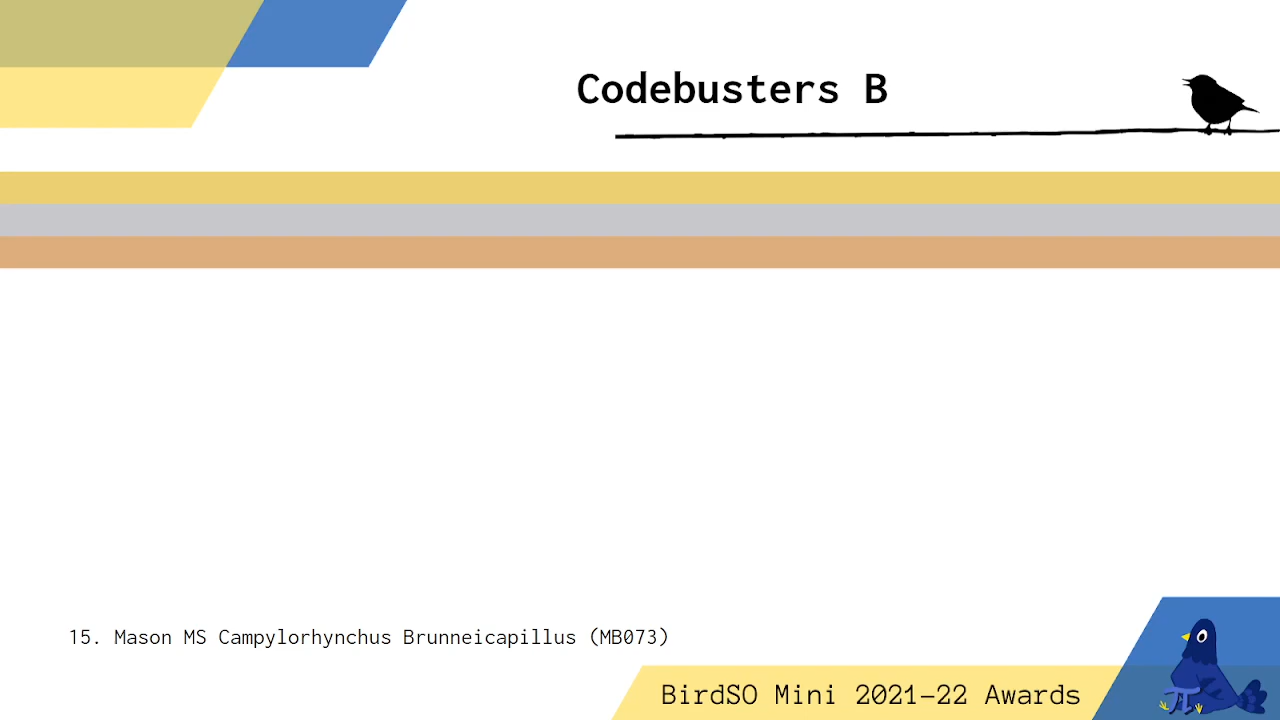 Codebusters B
15. Mason MS Campylorhynchus Brunneicapillus (MB073)
BirdSO Mini 2021-22 Awards